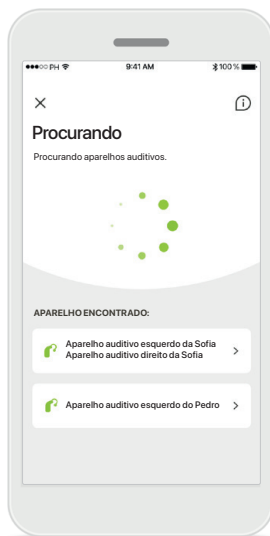 ●●●○○ PH 9:41 AM 100 %
Procurando
Procurando aparelhos auditivos.
APARELHO ENCONTRADO:
Aparelho auditivo esquerdo da Sofia
Aparelho auditivo direito da Sofia
Aparelho auditivo esquerdo do Pedro